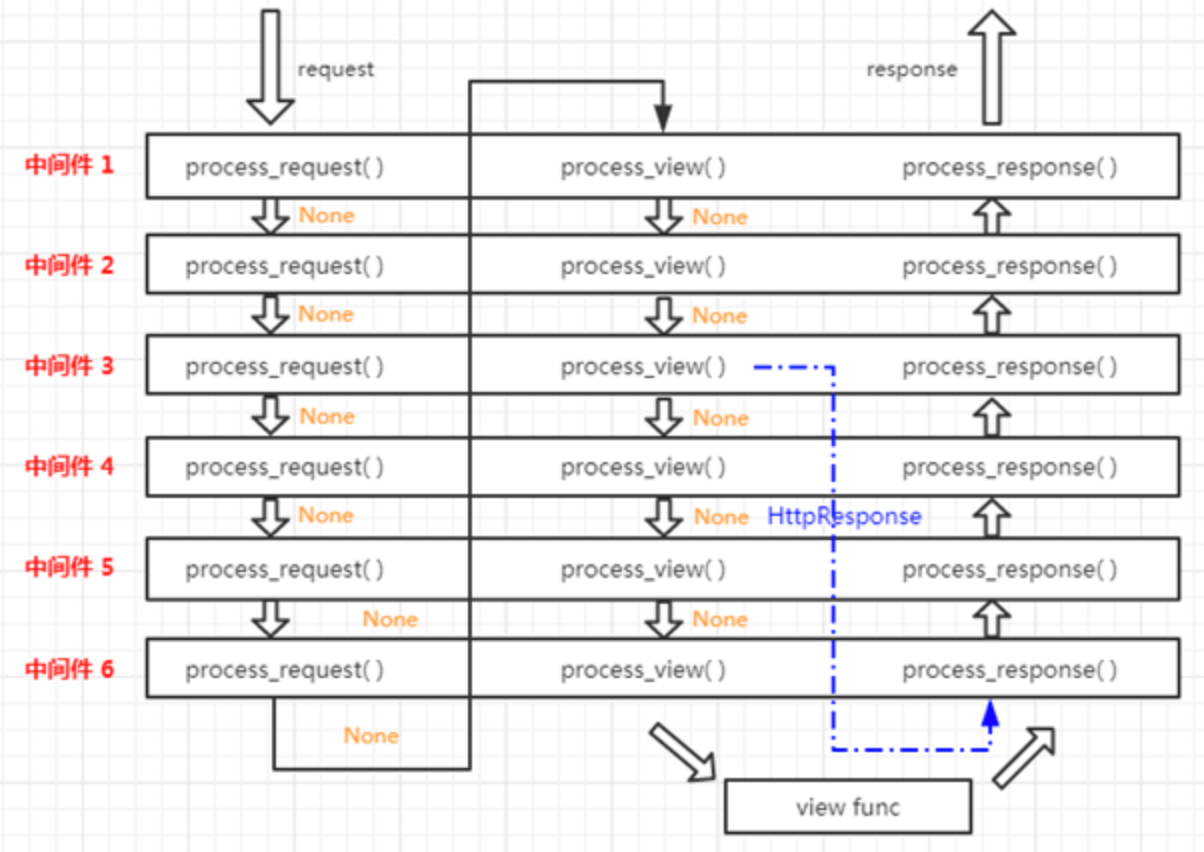 request
response
中间件 1
process_request( )
process_view( )
process_response( )
None
None
中间件 2
process_request( )
process_view( )
process_response( )
None
None
中间件 3
process_request( )
process_view( )
process_response( )
None
None
中间件 4
process_request( )
process_view( )
process_response( )
None
None
HttpResponse
中间件 5
process_request( )
process_view( )
process_response( )
None
None
中间件 6
process_request( )
process_view( )
process_response( )
None
view func